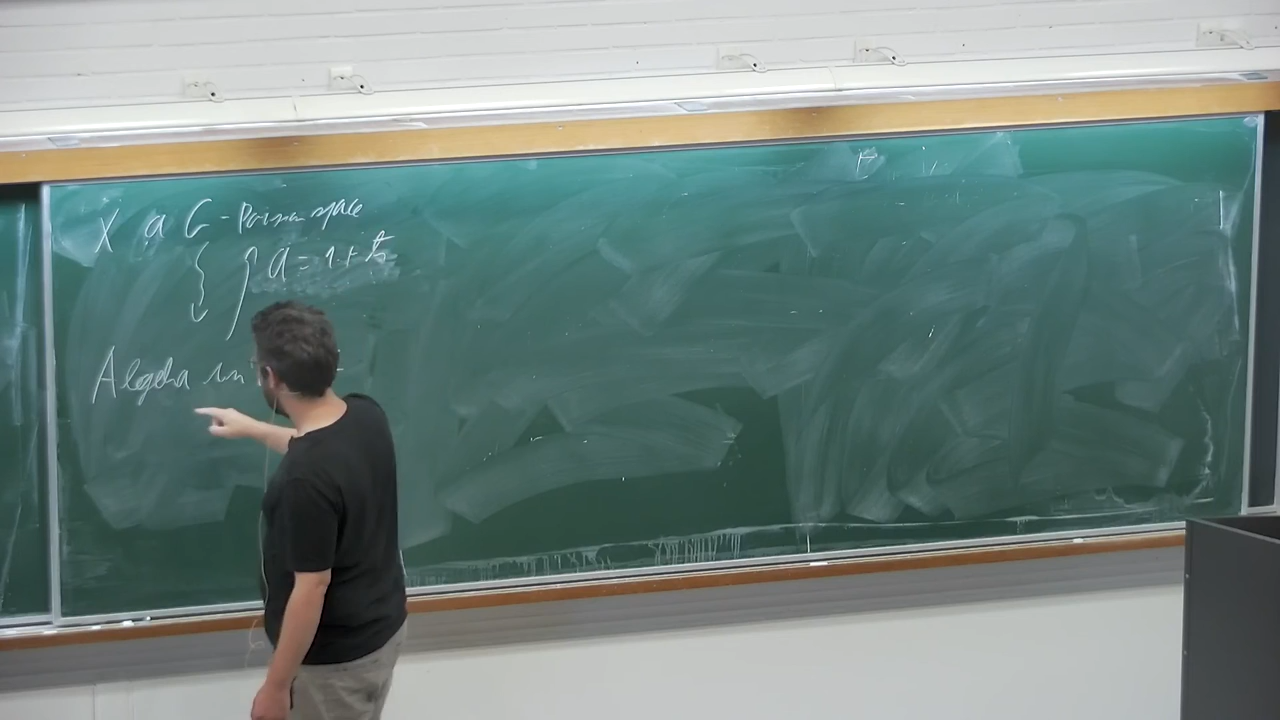 X a G - Poisson space
a = 1 + ħ
Algebra in